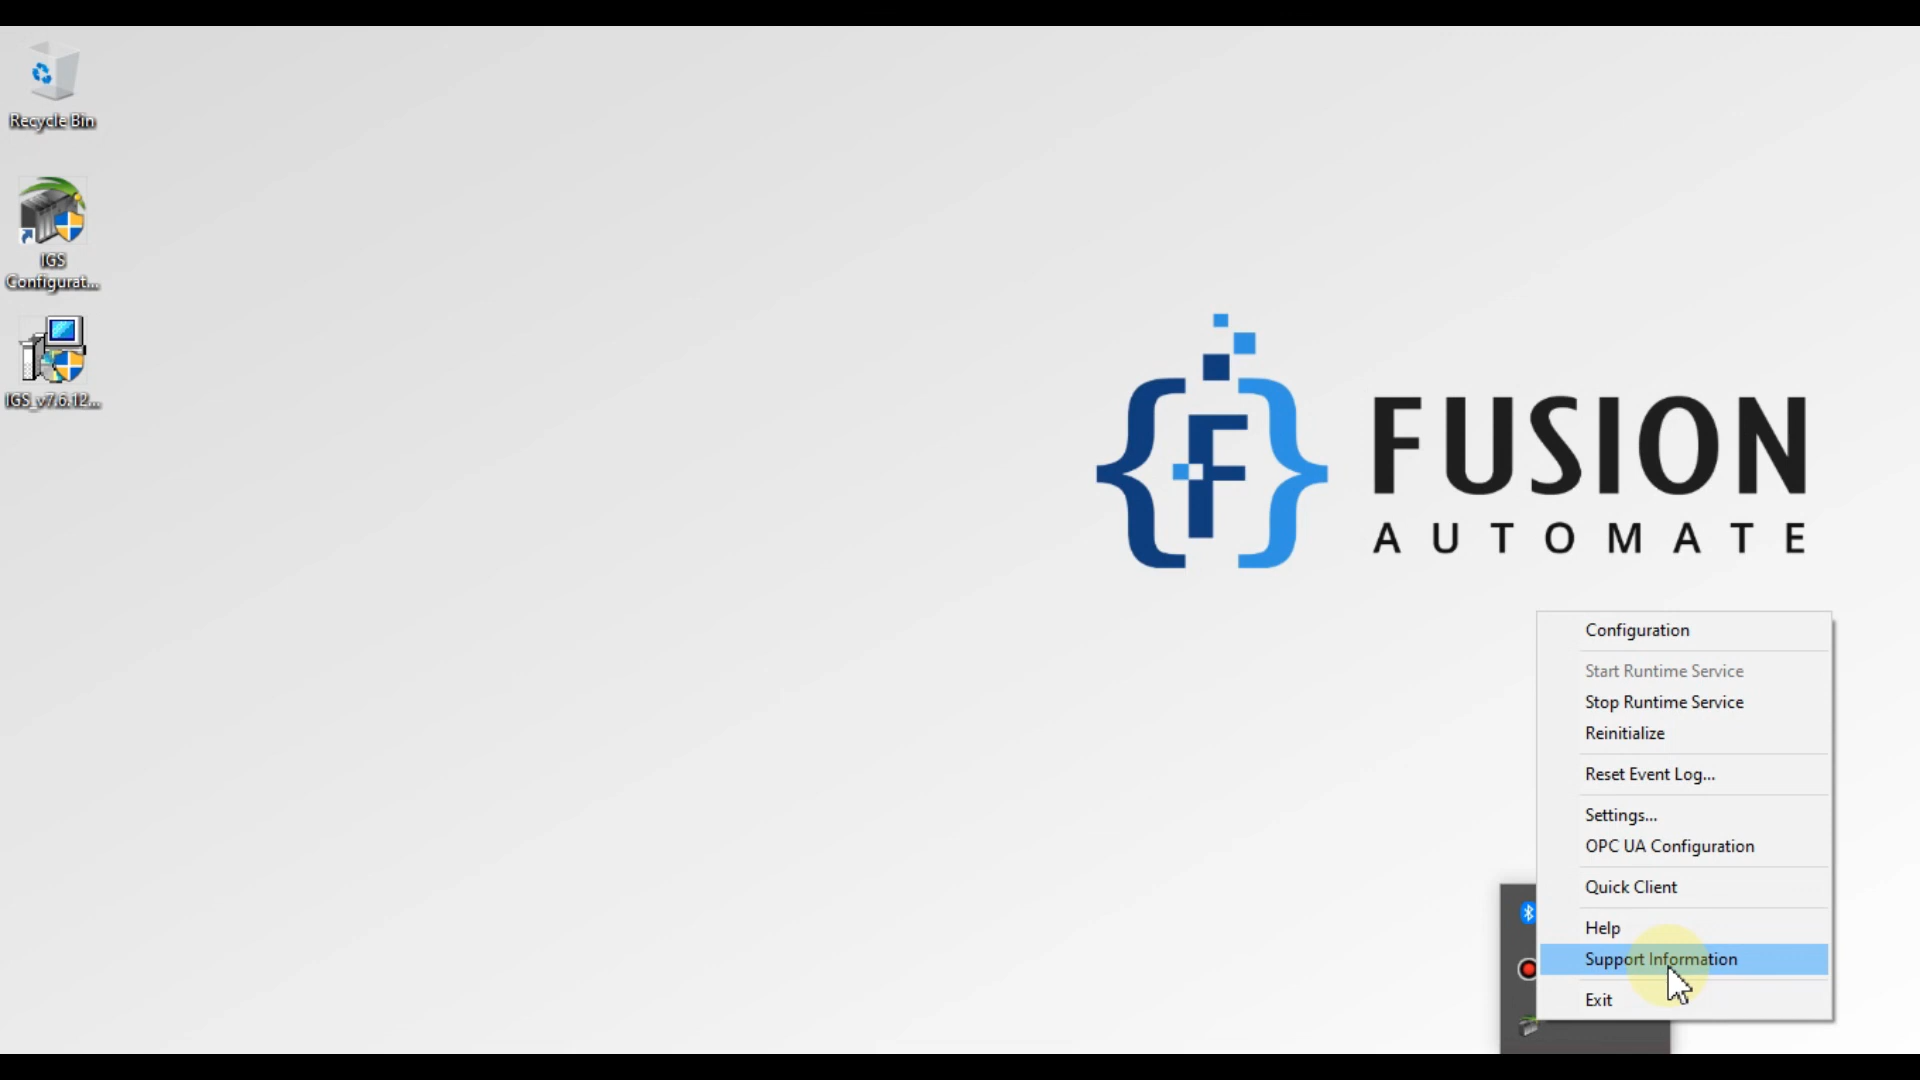 Recycle Bin
IGS
Configurat...
IGS_v7.6.12...
F
FUSION
AUTOMATE
Configuration
Start Runtime Service
Stop Runtime Service
Reinitialize
Reset Event Log...
Settings...
OPC UA Configuration
Quick Client
Help
Support Information
Exit